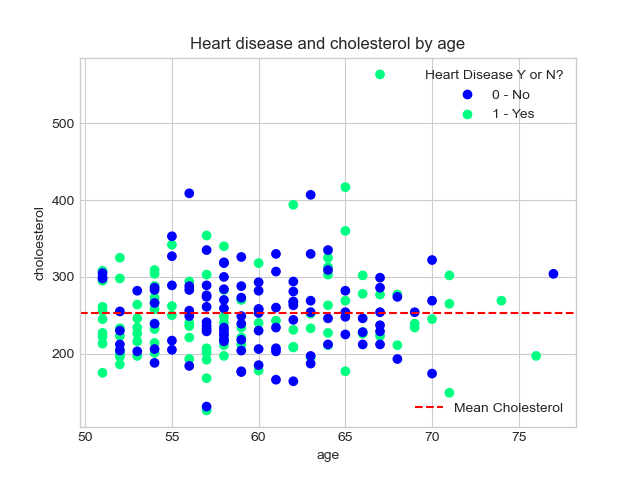 Heart disease and cholesterol by age
Heart Disease Y or N?
0 - No
1 - Yes
500
400
300
200
choloesterol
Mean Cholesterol
50 55 60 65 70 75
age